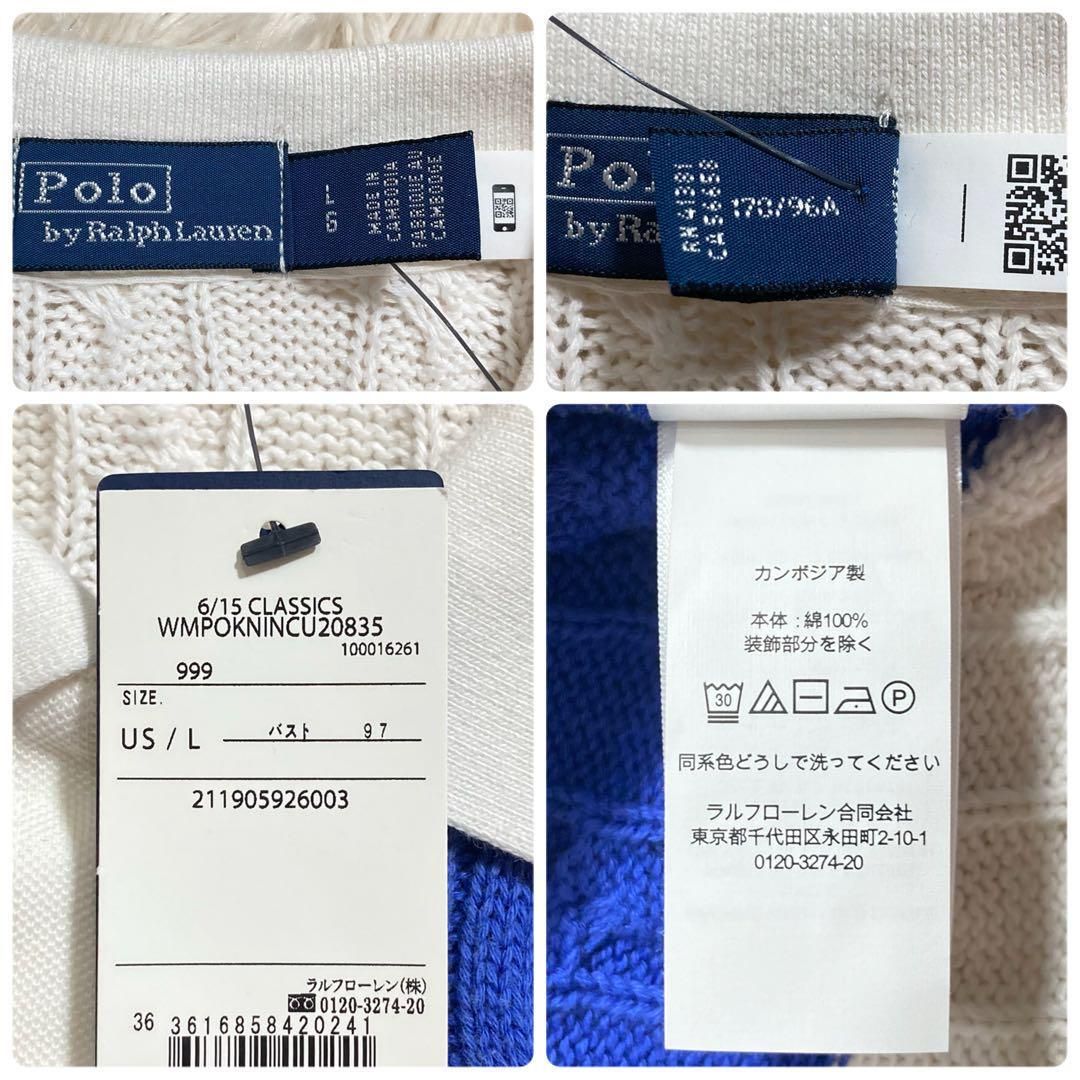 Polo
by Ralph Lauren
L
6
MADE IN
CAMBODIA
FABRIQUE AU
CAMBODGE
Polo
by Ra
RN41381
CA56558
170/96A
6/15 CLASSICS
WMPOKNINCU20835
100016261
999
SIZE.
US / L バスト 97
211905926003
ラルフローレン(株)
0120-3274-20
36 3616858420241
カンボジア製
本体 : 綿100%
装飾部分を除く
30 P
同系色どうしで洗ってください
ラルフローレン合同会社
東京都千代田区永田町2-10-1
0120-3274-20